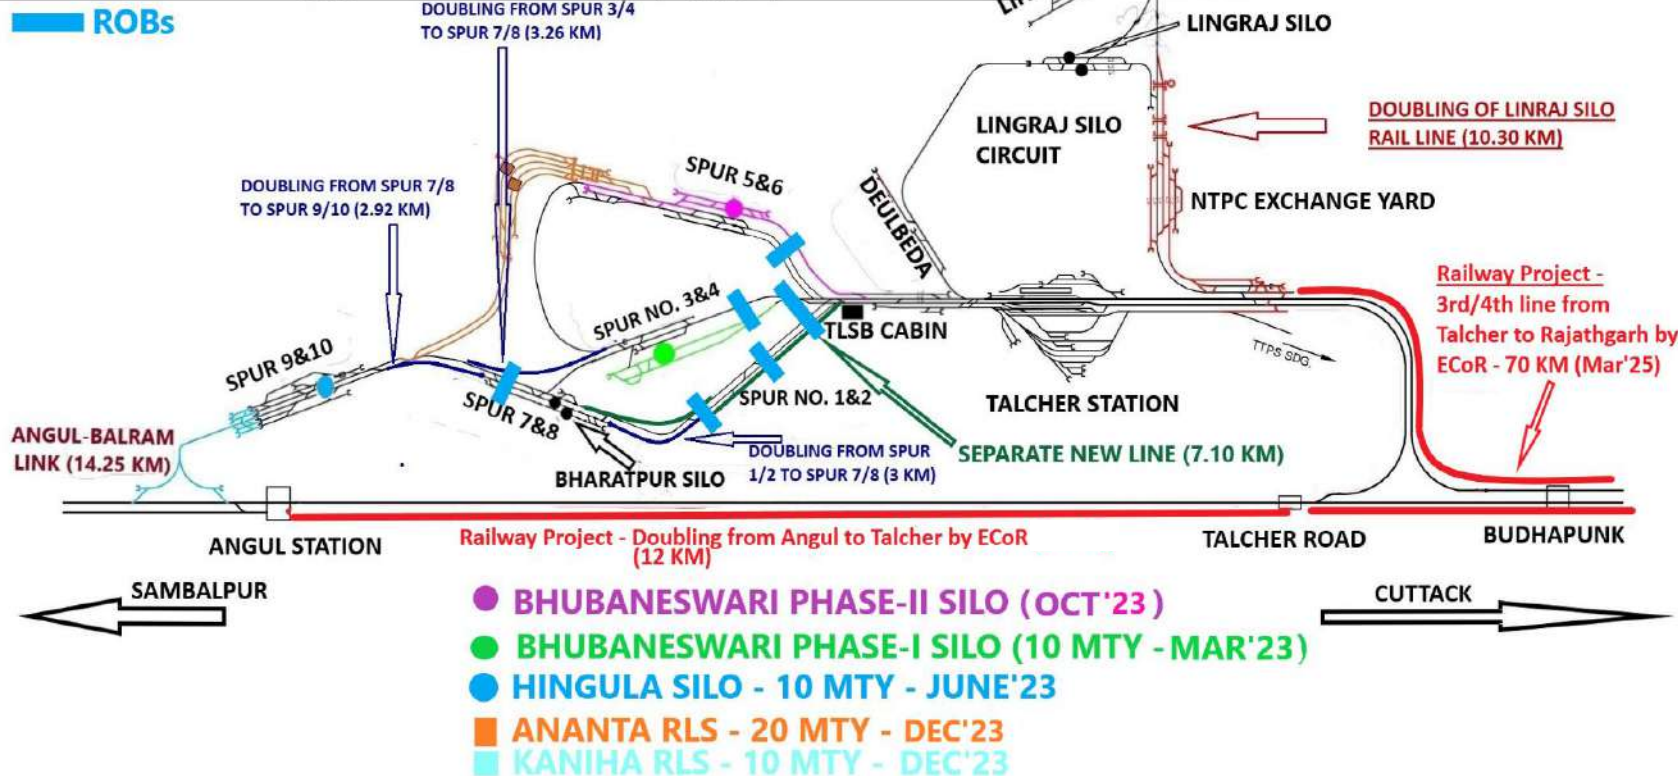 ROBs
DOUBLING FROM SPUR 3/4
TO SPUR 7/8 (3.26 KM)
LINGRAJ SILO
DOUBLING OF LINRAJ SILO
RAIL LINE (10.30 KM)
LINGRAJ SILO
CIRCUIT
SPUR 5&6
DEULBEDA
DOUBLING FROM SPUR 7/8
TO SPUR 9/10 (2.92 KM)
NTPC EXCHANGE YARD
Railway Project -
3rd/4th line from
Talcher to Rajathgarh by
ECoR - 70 KM (Mar'25)
SPUR NO. 3&4
TLSB CABIN
TTPS SDG.
SPUR 9&10
SPUR 7&8
SPUR NO. 1&2
TALCHER STATION
ANGUL-BALRAM
LINK (14.25 KM)
BHARATPUR SILO
DOUBLING FROM SPUR
1/2 TO SPUR 7/8 (3 KM)
SEPARATE NEW LINE (7.10 KM)
ANGUL STATION
Railway Project - Doubling from Angul to Talcher by ECoR
(12 KM)
TALCHER ROAD
BUDHAPUNK
SAMBALPUR
CUTTACK
BHUBANESWARI PHASE-II SILO (OCT'23)
BHUBANESWARI PHASE-I SILO (10 MTY - MAR'23)
HINGULA SILO - 10 MTY - JUNE'23
ANANTA RLS - 20 MTY - DEC'23
KANIHA RLS - 10 MTY - DEC'23